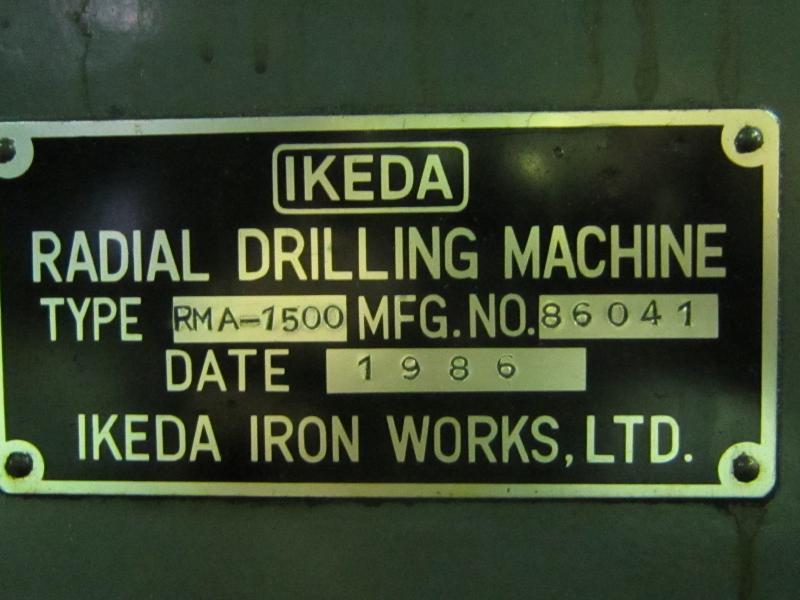 IKEDA
RADIAL DRILLING MACHINE
TYPE RMA-1500 MFG.NO. 86041
DATE 1986
IKEDA IRON WORKS, LTD.